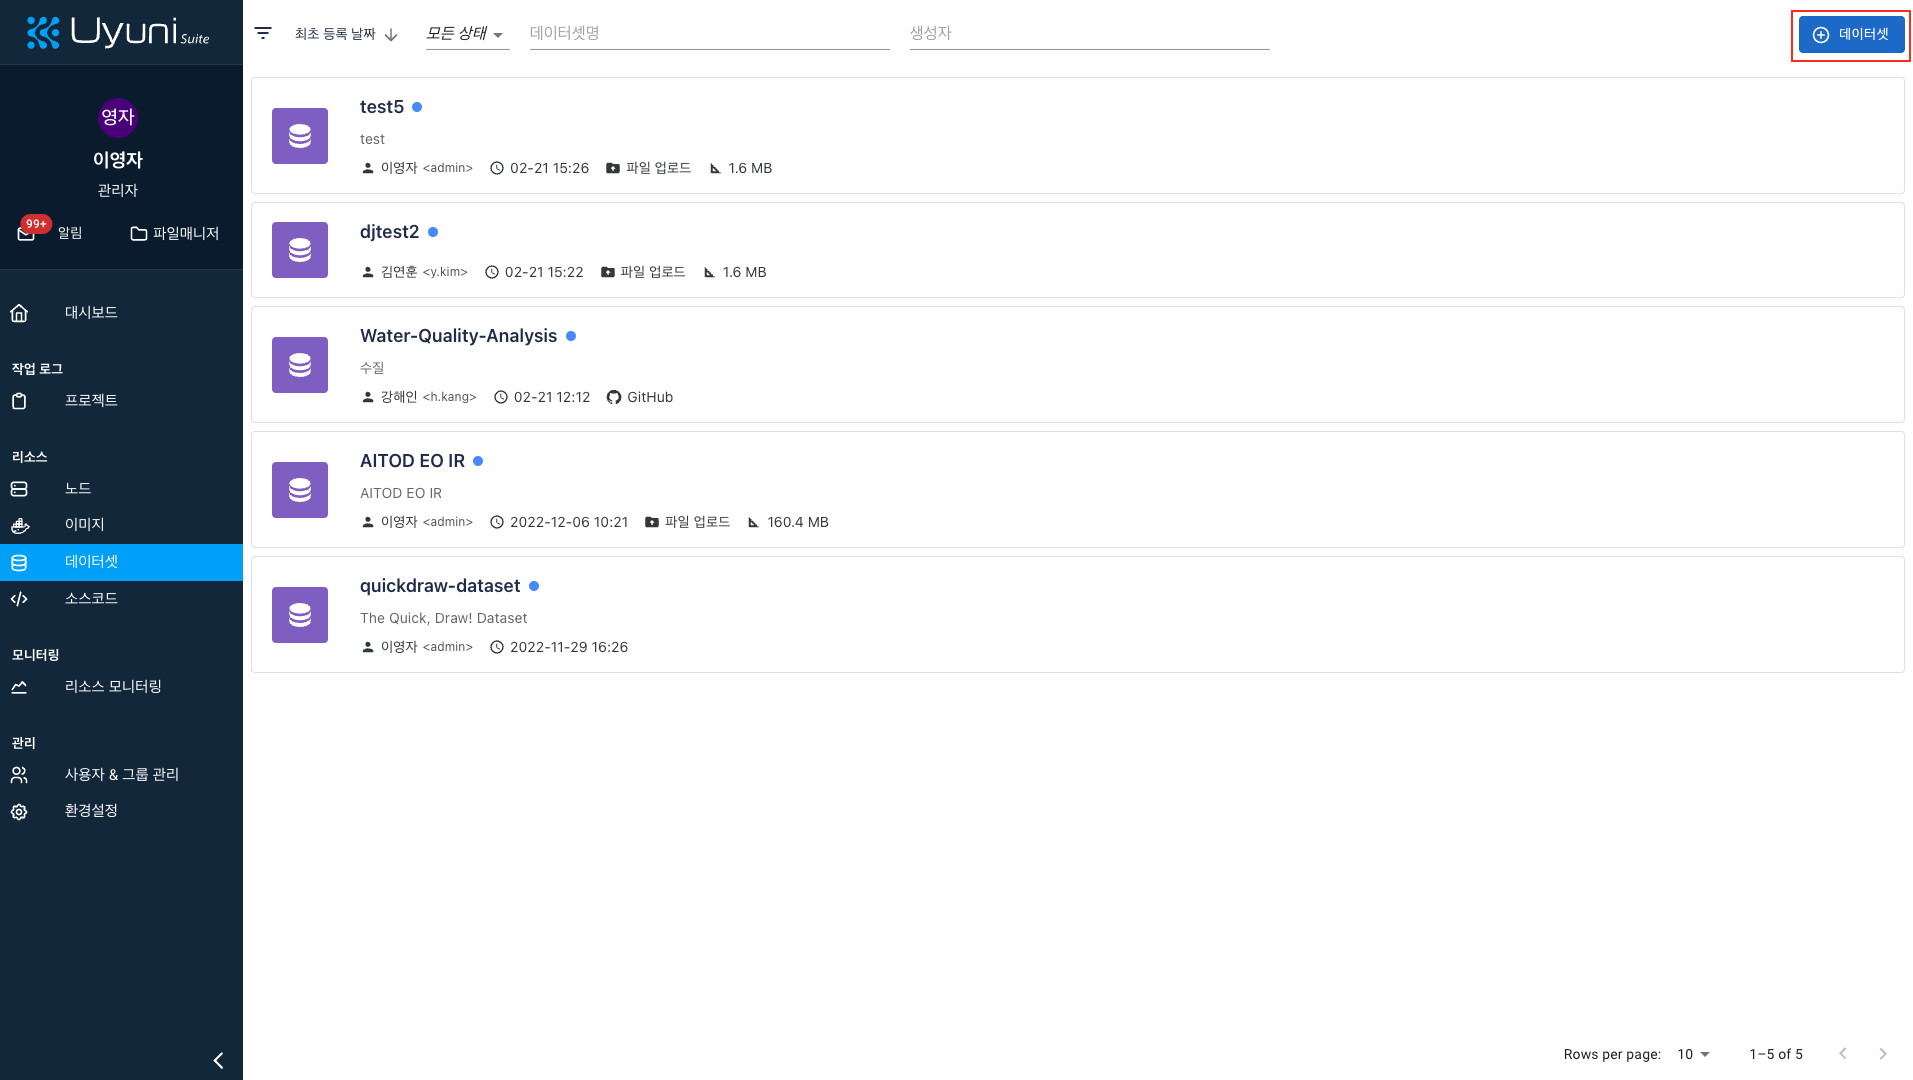 Uyuni Suite
영자
이영자
관리자
99+
알림
파일매니저
대시보드
작업 로그
프로젝트
리소스
노드
이미지
데이터셋
소스코드
모니터링
리소스 모니터링
관리
사용자 & 그룹 관리
환경설정
최초 등록 날짜
모든 상태
데이터셋명
생성자
데이터셋
test5
test
이영자 <admin> 02-21 15:26 파일 업로드 1.6 MB
djtest2
김연훈 <y.kim> 02-21 15:22 파일 업로드 1.6 MB
Water-Quality-Analysis
수질
강해인 <h.kang> 02-21 12:12 GitHub
AITOD EO IR
AITOD EO IR
이영자 <admin> 2022-12-06 10:21 파일 업로드 160.4 MB
quickdraw-dataset
The Quick, Draw! Dataset
이영자 <admin> 2022-11-29 16:26
Rows per page: 10 1–5 of 5